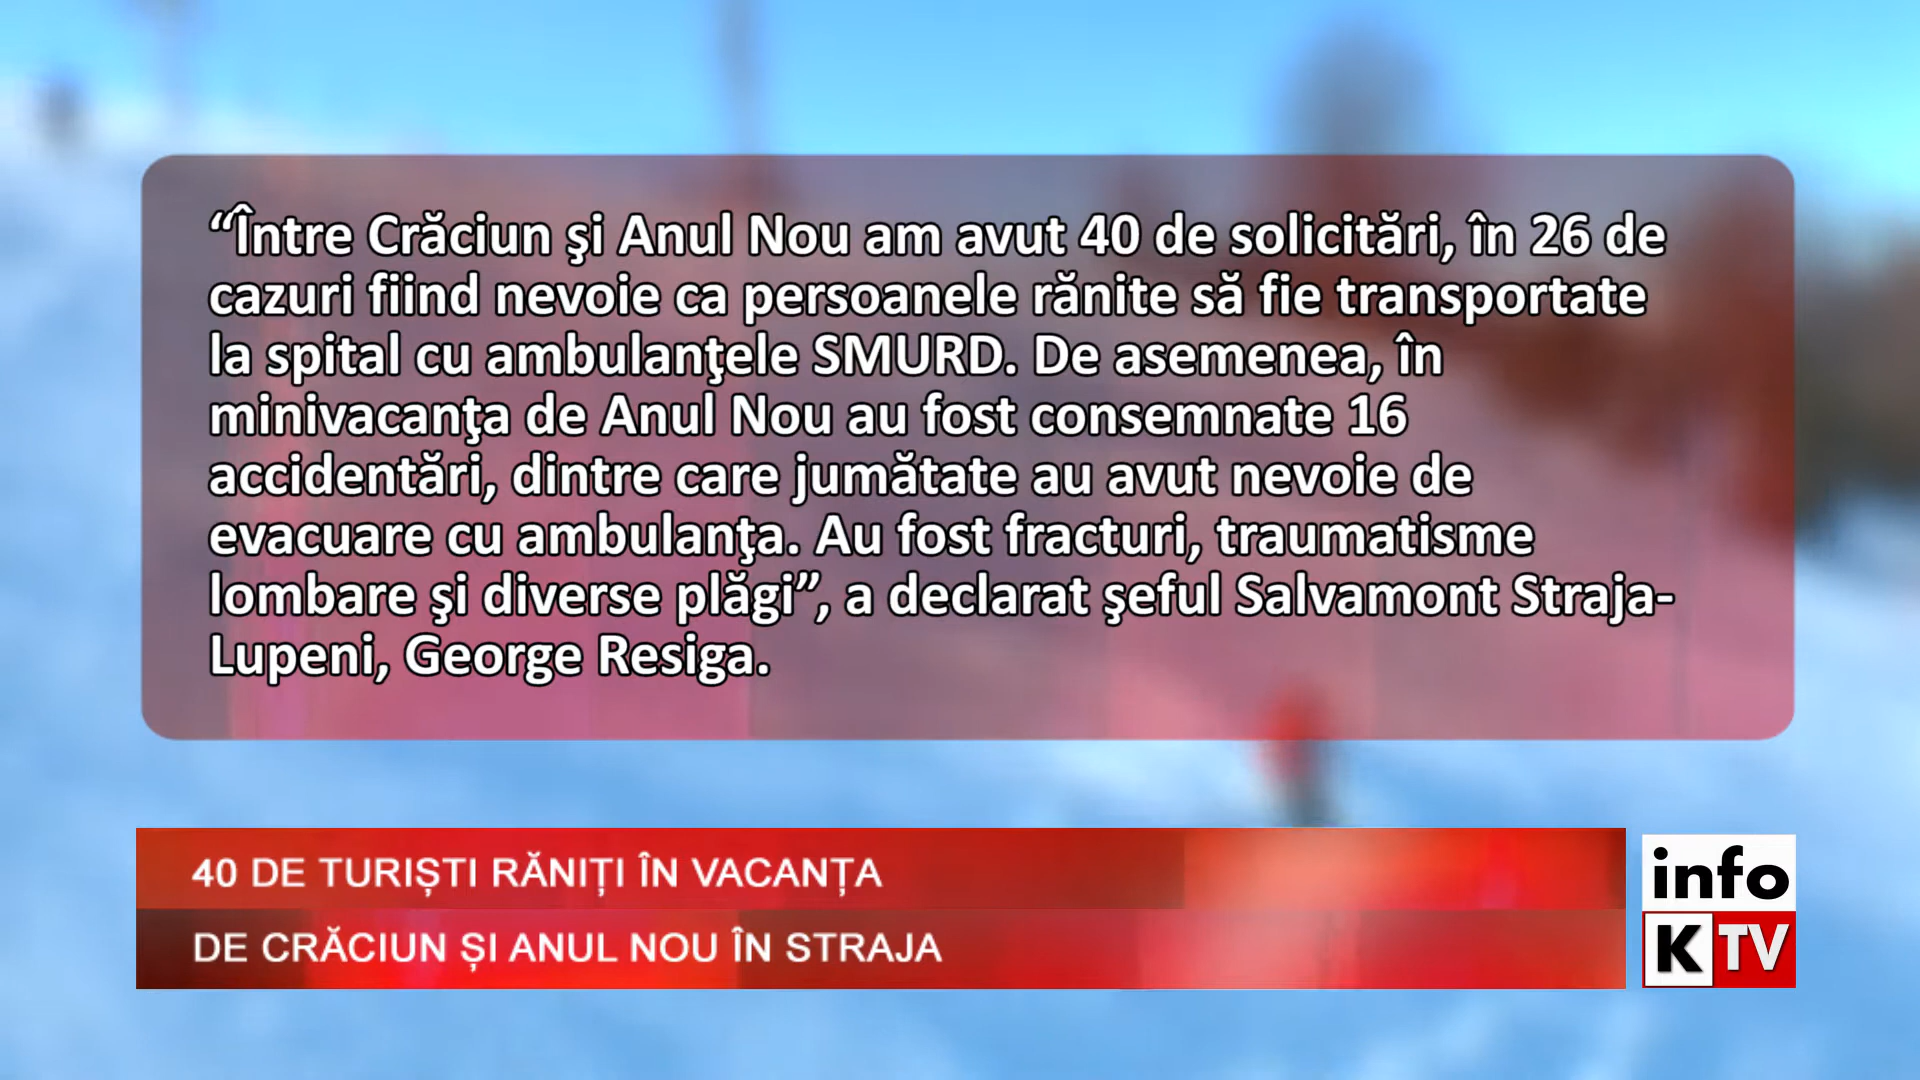 “Între Crăciun şi Anul Nou am avut 40 de solicitări, în 26 de
cazuri fiind nevoie ca persoanele rănite să fie transportate
la spital cu ambulanţele SMURD. De asemenea, în
minivacanţa de Anul Nou au fost consemnate 16
accidentări, dintre care jumătate au avut nevoie de
evacuare cu ambulanţa. Au fost fracturi, traumatisme
lombare şi diverse plăgi”, a declarat şeful Salvamont Straja-
Lupeni, George Resiga.
40 DE TURIȘTI RĂNIȚI ÎN VACANȚA
DE CRĂCIUN ȘI ANUL NOU ÎN STRAJA
info
K TV